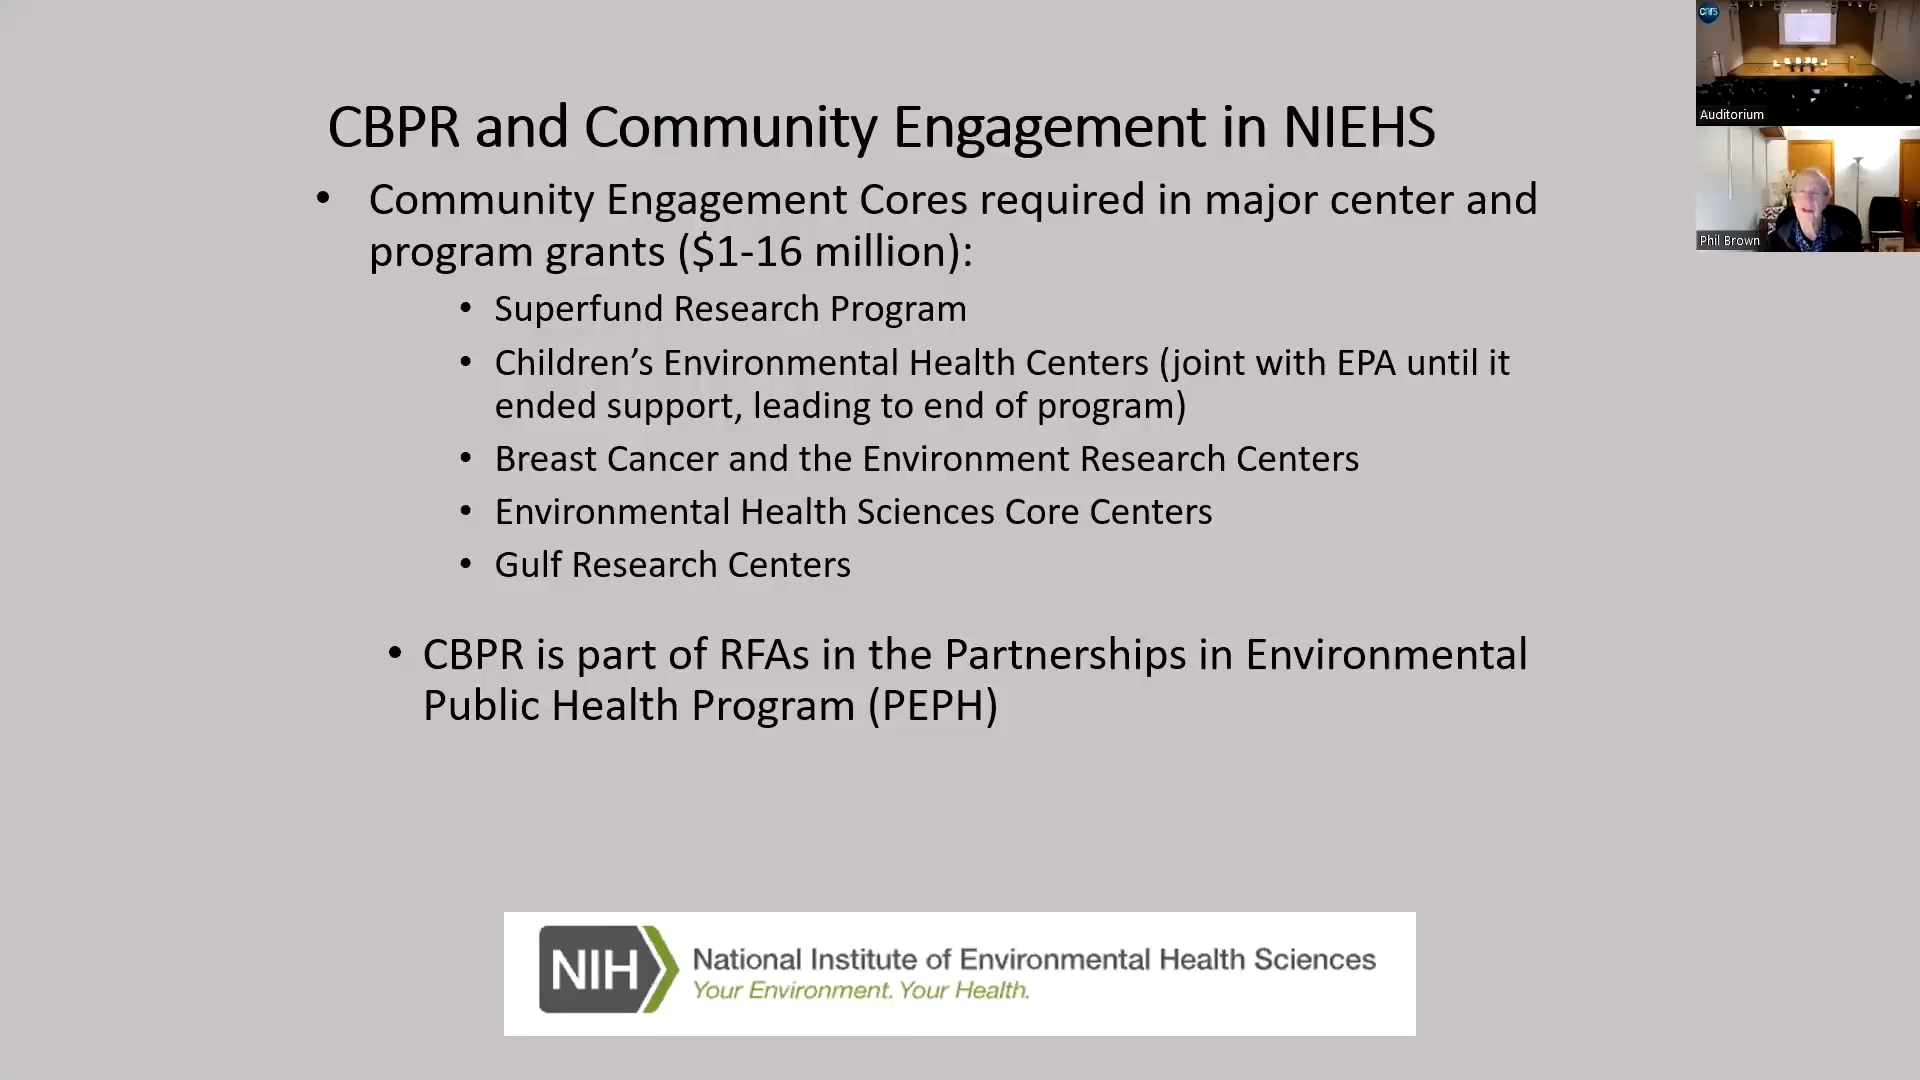 CBPR and Community Engagement in NIEHS
• Community Engagement Cores required in major center and
program grants ($1-16 million):
• Superfund Research Program
• Children’s Environmental Health Centers (joint with EPA until it
ended support, leading to end of program)
• Breast Cancer and the Environment Research Centers
• Environmental Health Sciences Core Centers
• Gulf Research Centers
• CBPR is part of RFAs in the Partnerships in Environmental
Public Health Program (PEPH)
NIH
National Institute of Environmental Health Sciences
Your Environment. Your Health.
cnrs
Auditorium
Phil Brown